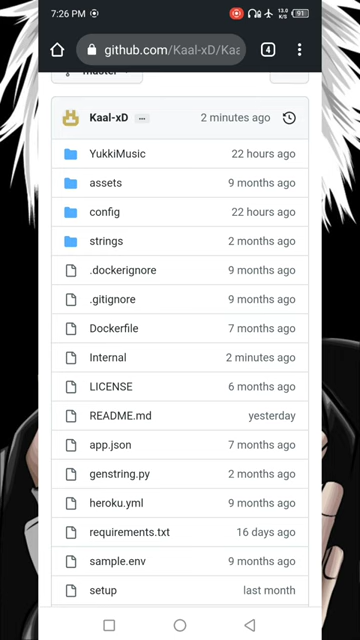 7:26 PM
13.0
K/S
91
github.com/Kaal-xD/Kaa
4
master
Kaal-xD ... 2 minutes ago
YukkiMusic 22 hours ago
assets 9 months ago
config 22 hour ago
strings 2 months ago
.dockerignore 9 months ago
.gitignore 9 months ago
Dockerfile 7 months ago
Internal 2 minutes ago
LICENSE 6 months ago
README.md yesterday
app.json 7 months ago
genstring.py 2 months ago
heroku.yml 9 months ago
requirements.txt 16 days ago
sample.env 9 months ago
setup last month